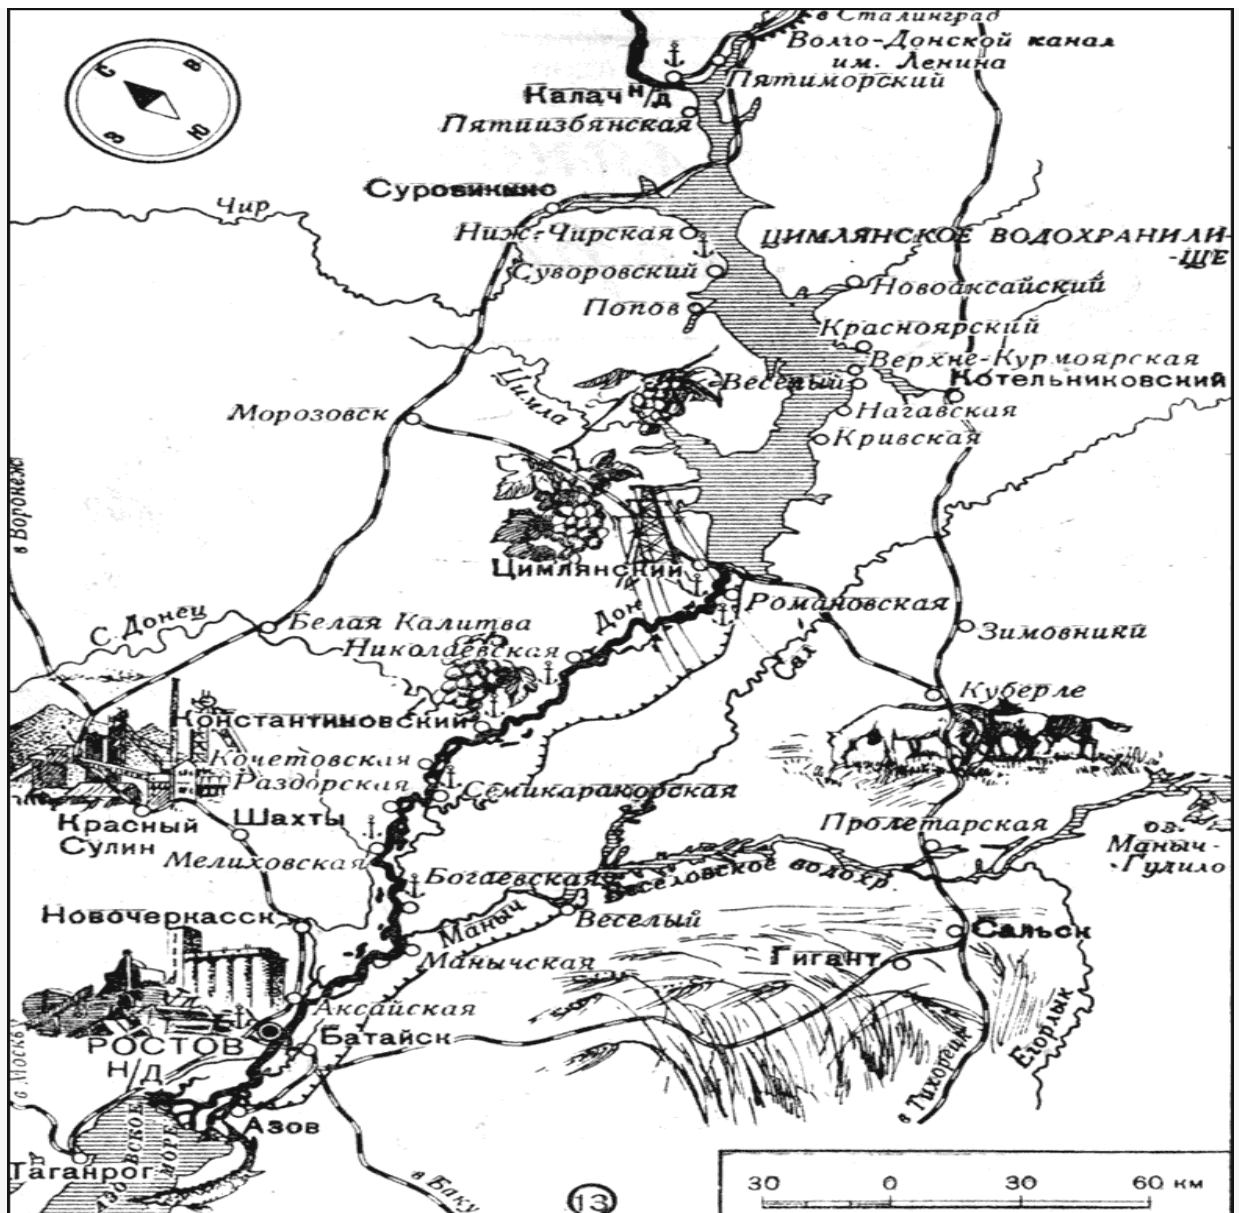 в Сталинград
Волго-Донской канал
им. Ленина
Пятиморский
С
В
З
Ю
Калач н/д
Пятиизбянская
Суровикино
Чир
Ниж-Чирская
ЦИМЛЯНСКОЕ ВОДОХРАНИЛИ-
-ЩЕ
Суворовский
Новоаксайский
Попов
Красноярский
Верхне-Курмоярская
Цимла
Веселый
Котельниковский
Морозовск
Нагавская
Кривская
в Воронеж
Цимлянский
Дон
Романовская
С. Донец
Белая Калитва
Николаевская
Зимовники
Сал
Куберле
Константиновский
Кочетовская
Раздорская
Семикаракорская
Красный
Сулин
Шахты
Пролетарская
оз.
Маныч-
-Гудило
Мелиховская
Богаевская
Веселовское водохр.
Новочеркасск
Маныч
Веселый
Сальск
Манычская
Гигант
Аксайская
РОСТОВ
Н/Д
Батайск
Егорлык
в Тихорецк
в Москву
Азов
Таганрог
АЗОВСКОЕ
МОРЕ
в Баку
13
30 0 30 60 км